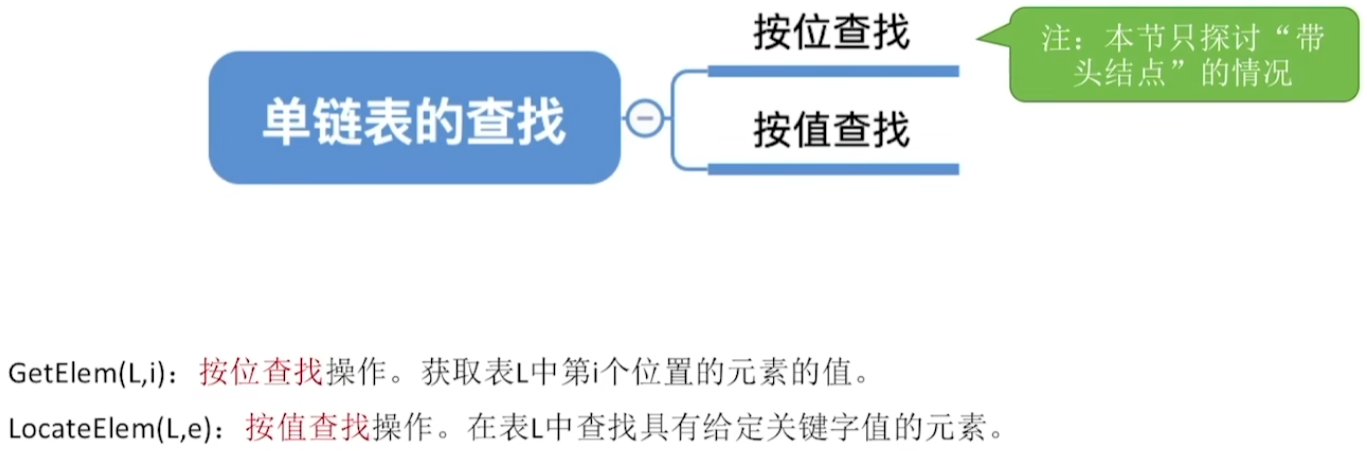 单链表的查找
按位查找
按值查找
注：本节只探讨“带
头结点”的情况
GetElem(L,i)：按位查找操作。获取表L中第i个位置的元素的值。
LocateElem(L,e)：按值查找操作。在表L中查找具有给定关键字值的元素。